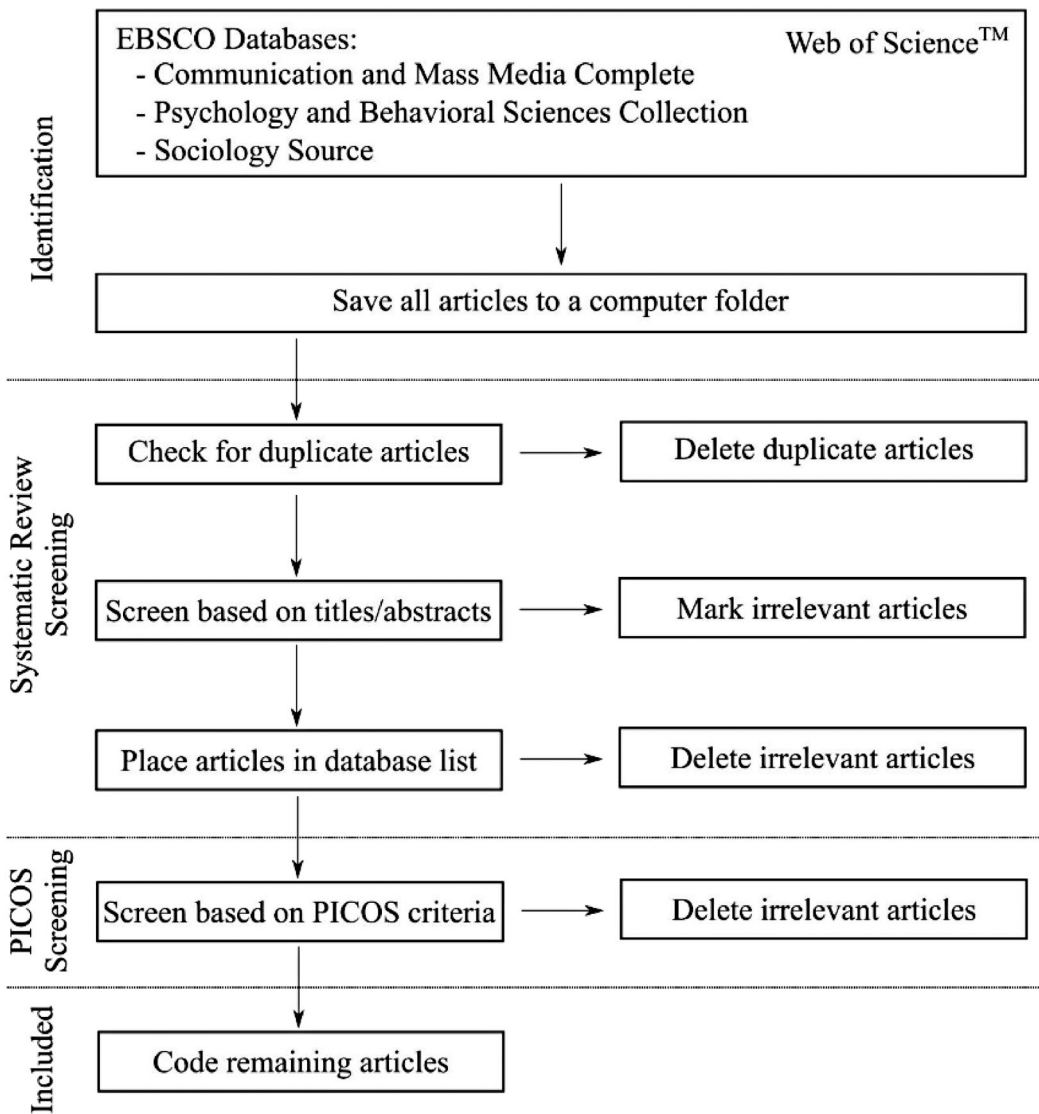 Identification
EBSCO Databases:
Web of Science™
- Communication and Mass Media Complete
- Psychology and Behavioral Sciences Collection
- Sociology Source
Save all articles to a computer folder
Systematic Review
Screening
Check for duplicate articles
Delete duplicate articles
Screen based on titles/abstracts
Mark irrelevant articles
Place articles in database list
Delete irrelevant articles
PICOS
Screening
Screen based on PICOS criteria
Delete irrelevant articles
Included
Code remaining articles